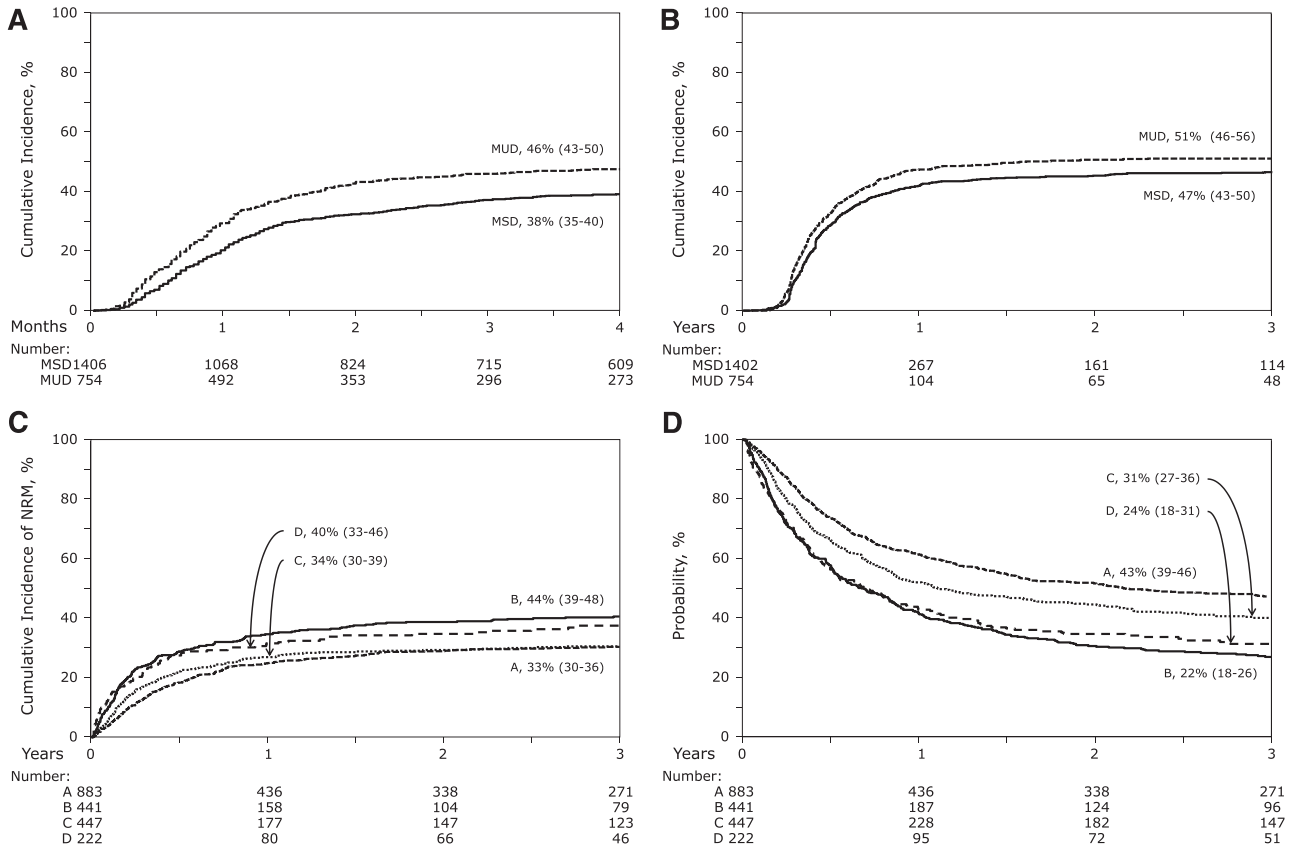 A
Cumulative Incidence, %
100
80
60
40
20
0
MUD, 46% (43-50)
MSD, 38% (35-40)
Months 0 1 2 3 4
Number:
MSD1406 1068 824 715 609
MUD 754 492 353 296 273
B
Cumulative Incidence, %
100
80
60
40
20
0
MUD, 51% (46-56)
MSD, 47% (43-50)
Years 0 1 2 3
Number:
MSD1402 267 161 114
MUD 754 104 65 48
C
Cumulative Incidence of NRM, %
100
80
60
40
20
0
D, 40% (33-46)
C, 34% (30-39)
B, 44% (39-48)
A, 33% (30-36)
Years 0 1 2 3
Number:
A 883 436 338 271
B 441 158 104 79
C 447 177 147 123
D 222 80 66 46
D
Probability, %
100
80
60
40
20
0
C, 31% (27-36)
D, 24% (18-31)
A, 43% (39-46)
B, 22% (18-26)
Years 0 1 2 3
Number:
A 883 436 338 271
B 441 187 124 96
C 447 228 182 147
D 222 95 72 51